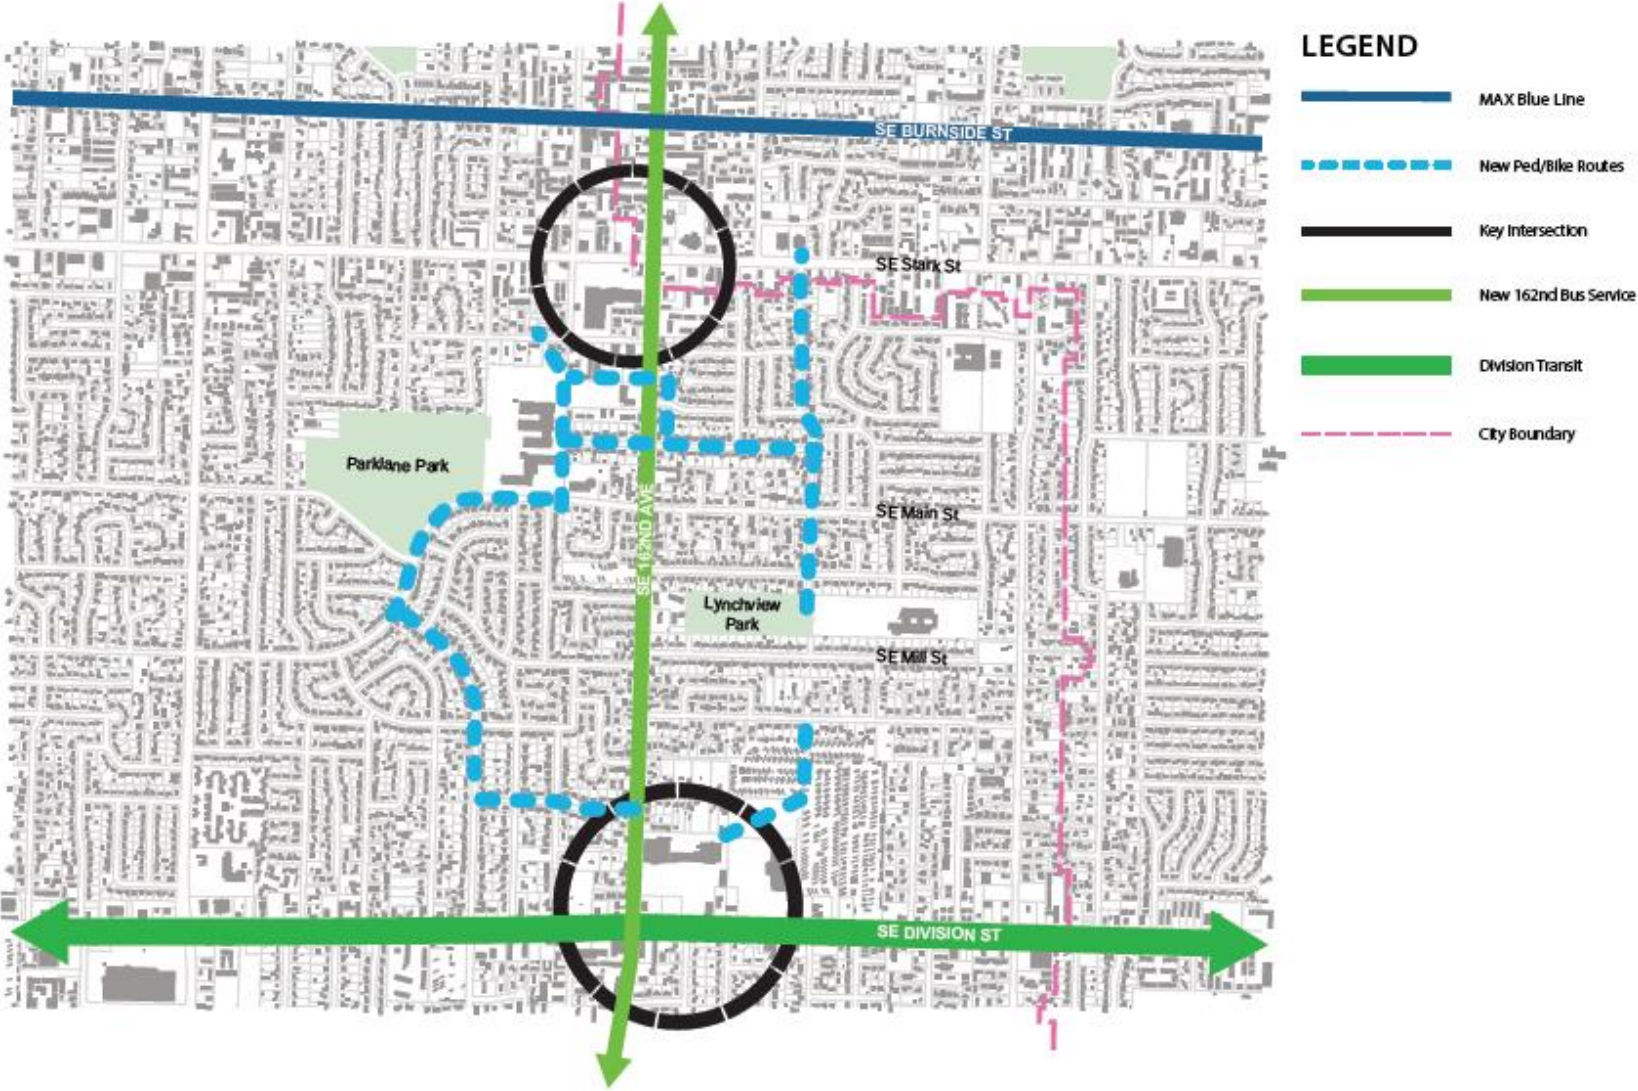 LEGEND
MAX Blue Line
New Ped/Bike Routes
Key Intersection
New 162nd Bus Service
Division Transit
City Boundary
SE BURNSIDE ST
SE Stark St
Parklane Park
SE 162ND AVE
SE Main St
Lynchview
Park
SE Mill St
SE DIVISION ST